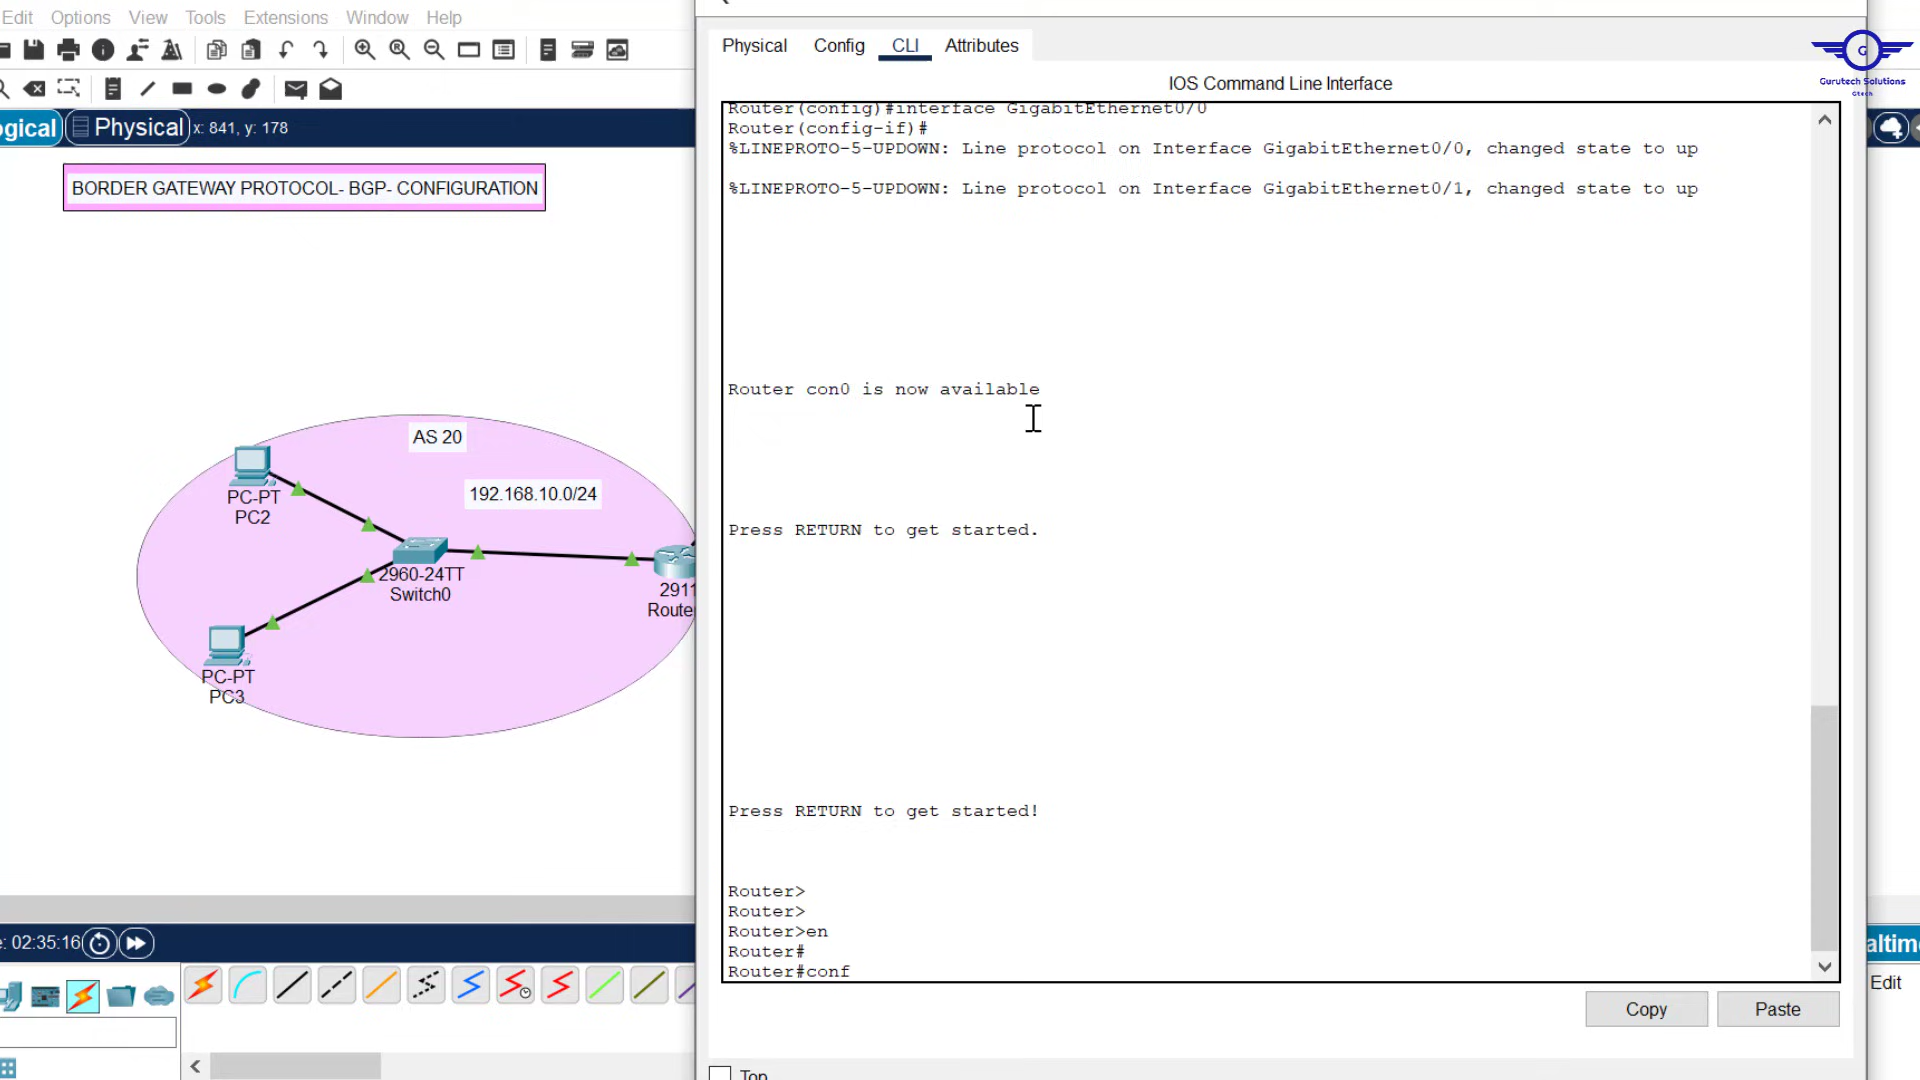 Edit Options View Tools Extensions Window Help
Physical Config CLI Attributes
G
Gurutech Solutions
Gtech
IOS Command Line Interface
ogical Physical x: 841, y: 178
BORDER GATEWAY PROTOCOL- BGP- CONFIGURATION
AS 20
192.168.10.0/24
PC-PT
PC2
2960-24TT
Switch0
2911
Route
PC-PT
PC3
Router(config)#interface GigabitEthernet0/0
Router(config-if)#
%LINEPROTO-5-UPDOWN: Line protocol on Interface GigabitEthernet0/0, changed state to up
%LINEPROTO-5-UPDOWN: Line protocol on Interface GigabitEthernet0/1, changed state to up
Router con0 is now available
Press RETURN to get started.
Press RETURN to get started!
Router>
Router>
Router>en
Router#
Router#conf
e: 02:35:16
altime
Edit
Copy Paste
Top